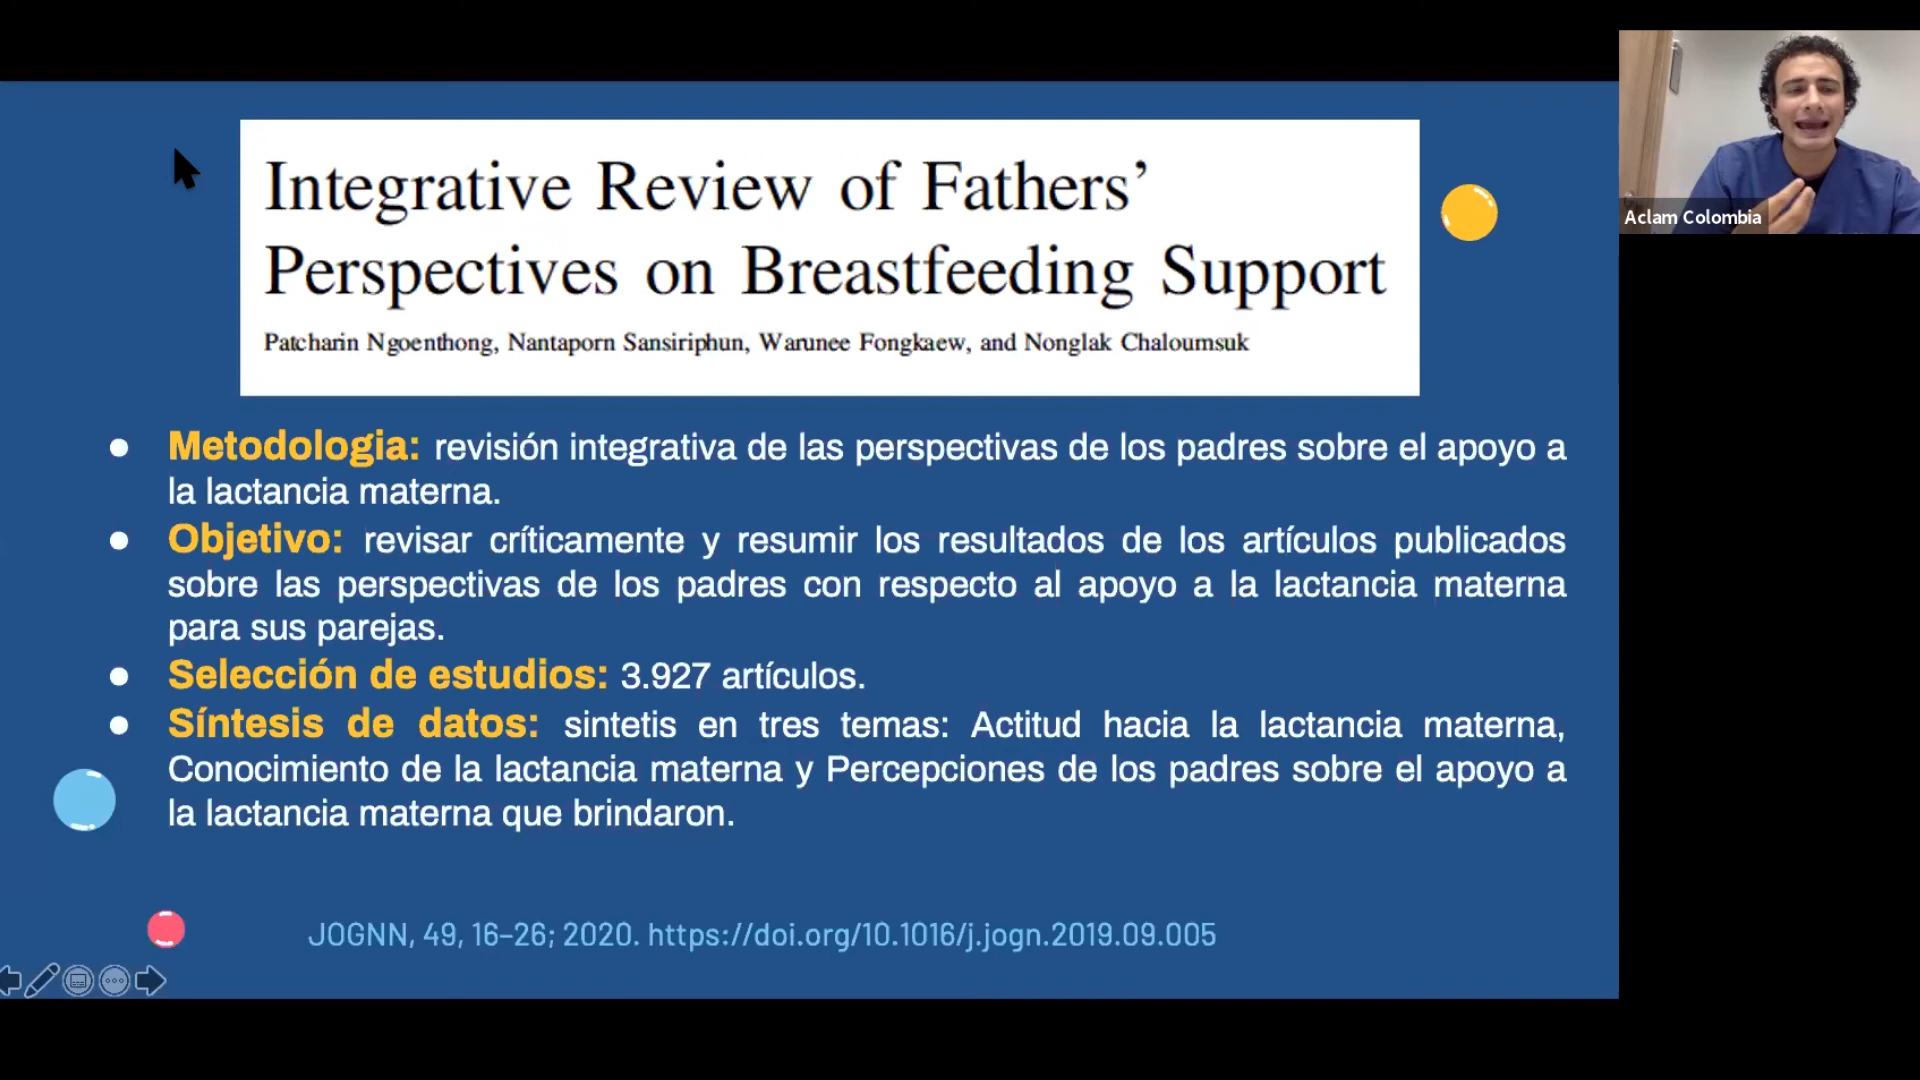 Integrative Review of Fathers’
Perspectives on Breastfeeding Support
Patcharin Ngoenthong, Nantaporn Sansiriphun, Warunee Fongkaew, and Nonglak Chaloumsuk
Aclam Colombia
● Metodologia: revisión integrativa de las perspectivas de los padres sobre el apoyo a
la lactancia materna.
● Objetivo: revisar críticamente y resumir los resultados de los artículos publicados
sobre las perspectivas de los padres con respecto al apoyo a la lactancia materna
para sus parejas.
● Selección de estudios: 3.927 artículos.
● Síntesis de datos: sintetis en tres temas: Actitud hacia la lactancia materna,
Conocimiento de la lactancia materna y Percepciones de los padres sobre el apoyo a
la lactancia materna que brindaron.
JOGNN, 49, 16–26; 2020. https://doi.org/10.1016/j.jogn.2019.09.005